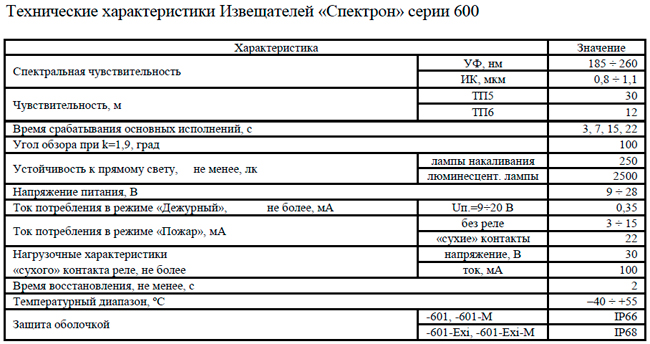 Технические характеристики Извещателей «Спектрон» серии 600
Характеристика Значение
Спектральная чувствительность УФ, нм 185 ÷ 260
ИК, мкм 0,8 ÷ 1,1
Чувствительность, м ТП5 30
ТП6 12
Время срабатывания основных исполнений, с 3, 7, 15, 22
Угол обзора при k=1,9, град 100
Устойчивость к прямому свету, не менее, лк лампы накаливания 250
люминесцент. лампы 2500
Напряжение питания, В 9 ÷ 28
Ток потребления в режиме «Дежурный», не более, мА Uп.=9÷20 В 0,35
Ток потребления в режиме «Пожар», мА без реле 3 ÷ 15
«сухие» контакты 22
Нагрузочные характеристики напряжение, В 30
«сухого» контакта реле, не более ток, мА 100
Время восстановления, не менее, с 2
Температурный диапазон, ºС –40 ÷ +55
Защита оболочкой -601, -601-М IP66
-601-Exi, -601-Exi-M IP68